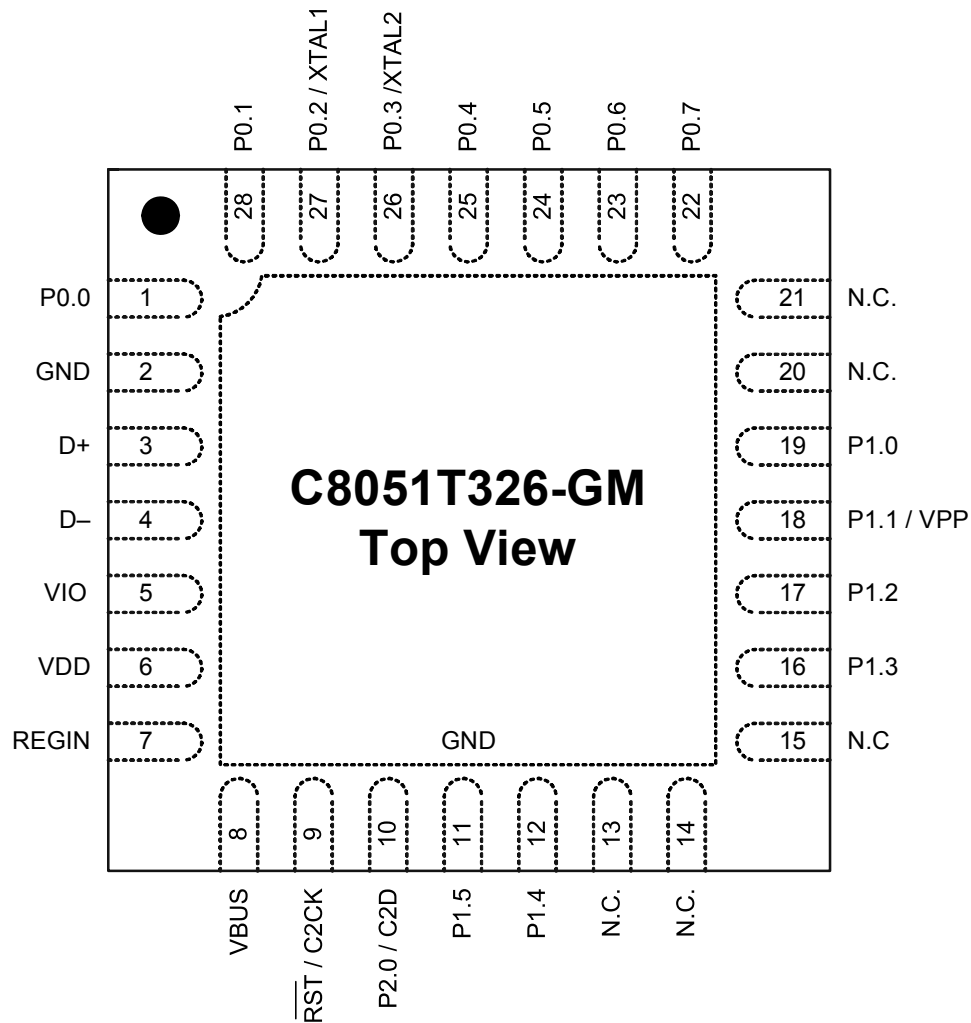 P0.1
P0.2 / XTAL1
P0.3 /XTAL2
P0.4
P0.5
P0.6
P0.7
28
27
26
25
24
23
22
P0.0 1
GND 2
D+ 3
D– 4
VIO 5
VDD 6
REGIN 7
C8051T326-GM
Top View
GND
21 N.C.
20 N.C.
19 P1.0
18 P1.1 / VPP
17 P1.2
16 P1.3
15 N.C
8
9
10
11
12
13
14
VBUS
R̅S̅T̅ / C2CK
P2.0 / C2D
P1.5
P1.4
N.C.
N.C.